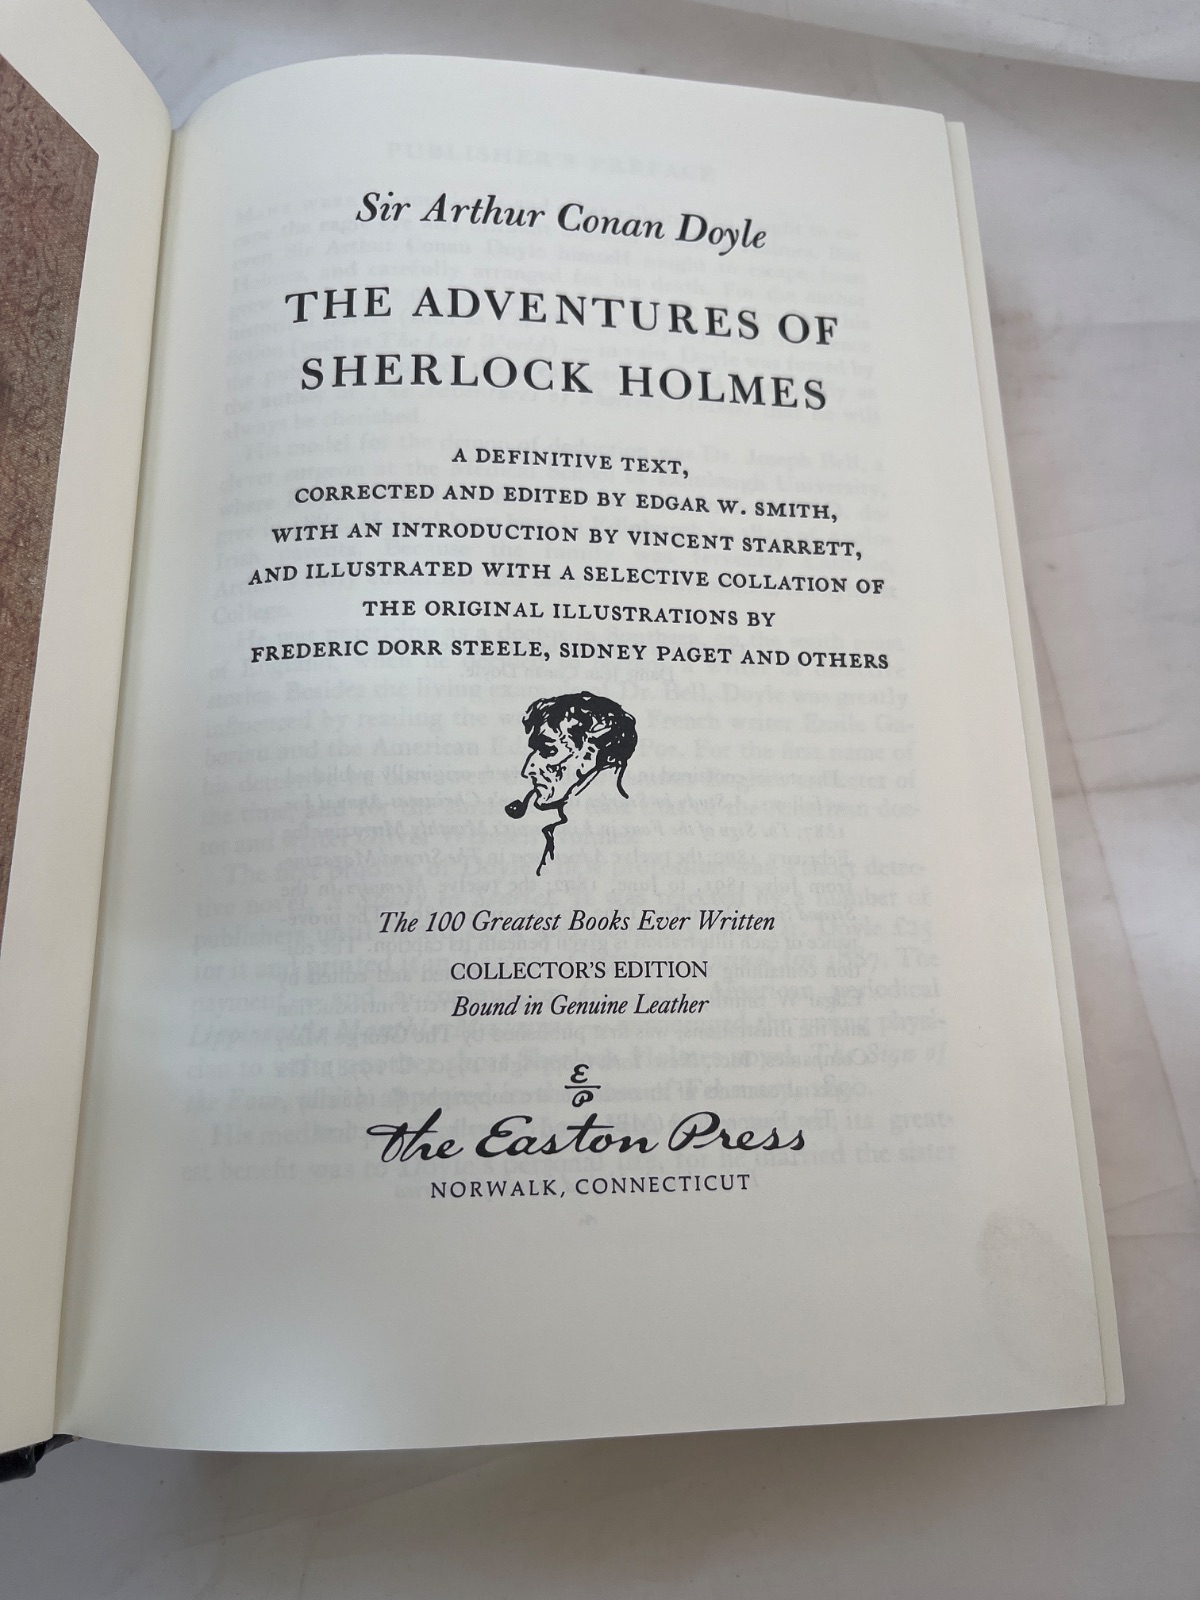 Sir Arthur Conan Doyle
THE ADVENTURES OF
SHERLOCK HOLMES
A DEFINITIVE TEXT,
CORRECTED AND EDITED BY EDGAR W. SMITH,
WITH AN INTRODUCTION BY VINCENT STARRETT,
AND ILLUSTRATED WITH A SELECTIVE COLLATION OF
THE ORIGINAL ILLUSTRATIONS BY
FREDERIC DORR STEELE, SIDNEY PAGET AND OTHERS
The 100 Greatest Books Ever Written
COLLECTOR'S EDITION
Bound in Genuine Leather
E
P
The Easton Press
NORWALK, CONNECTICUT